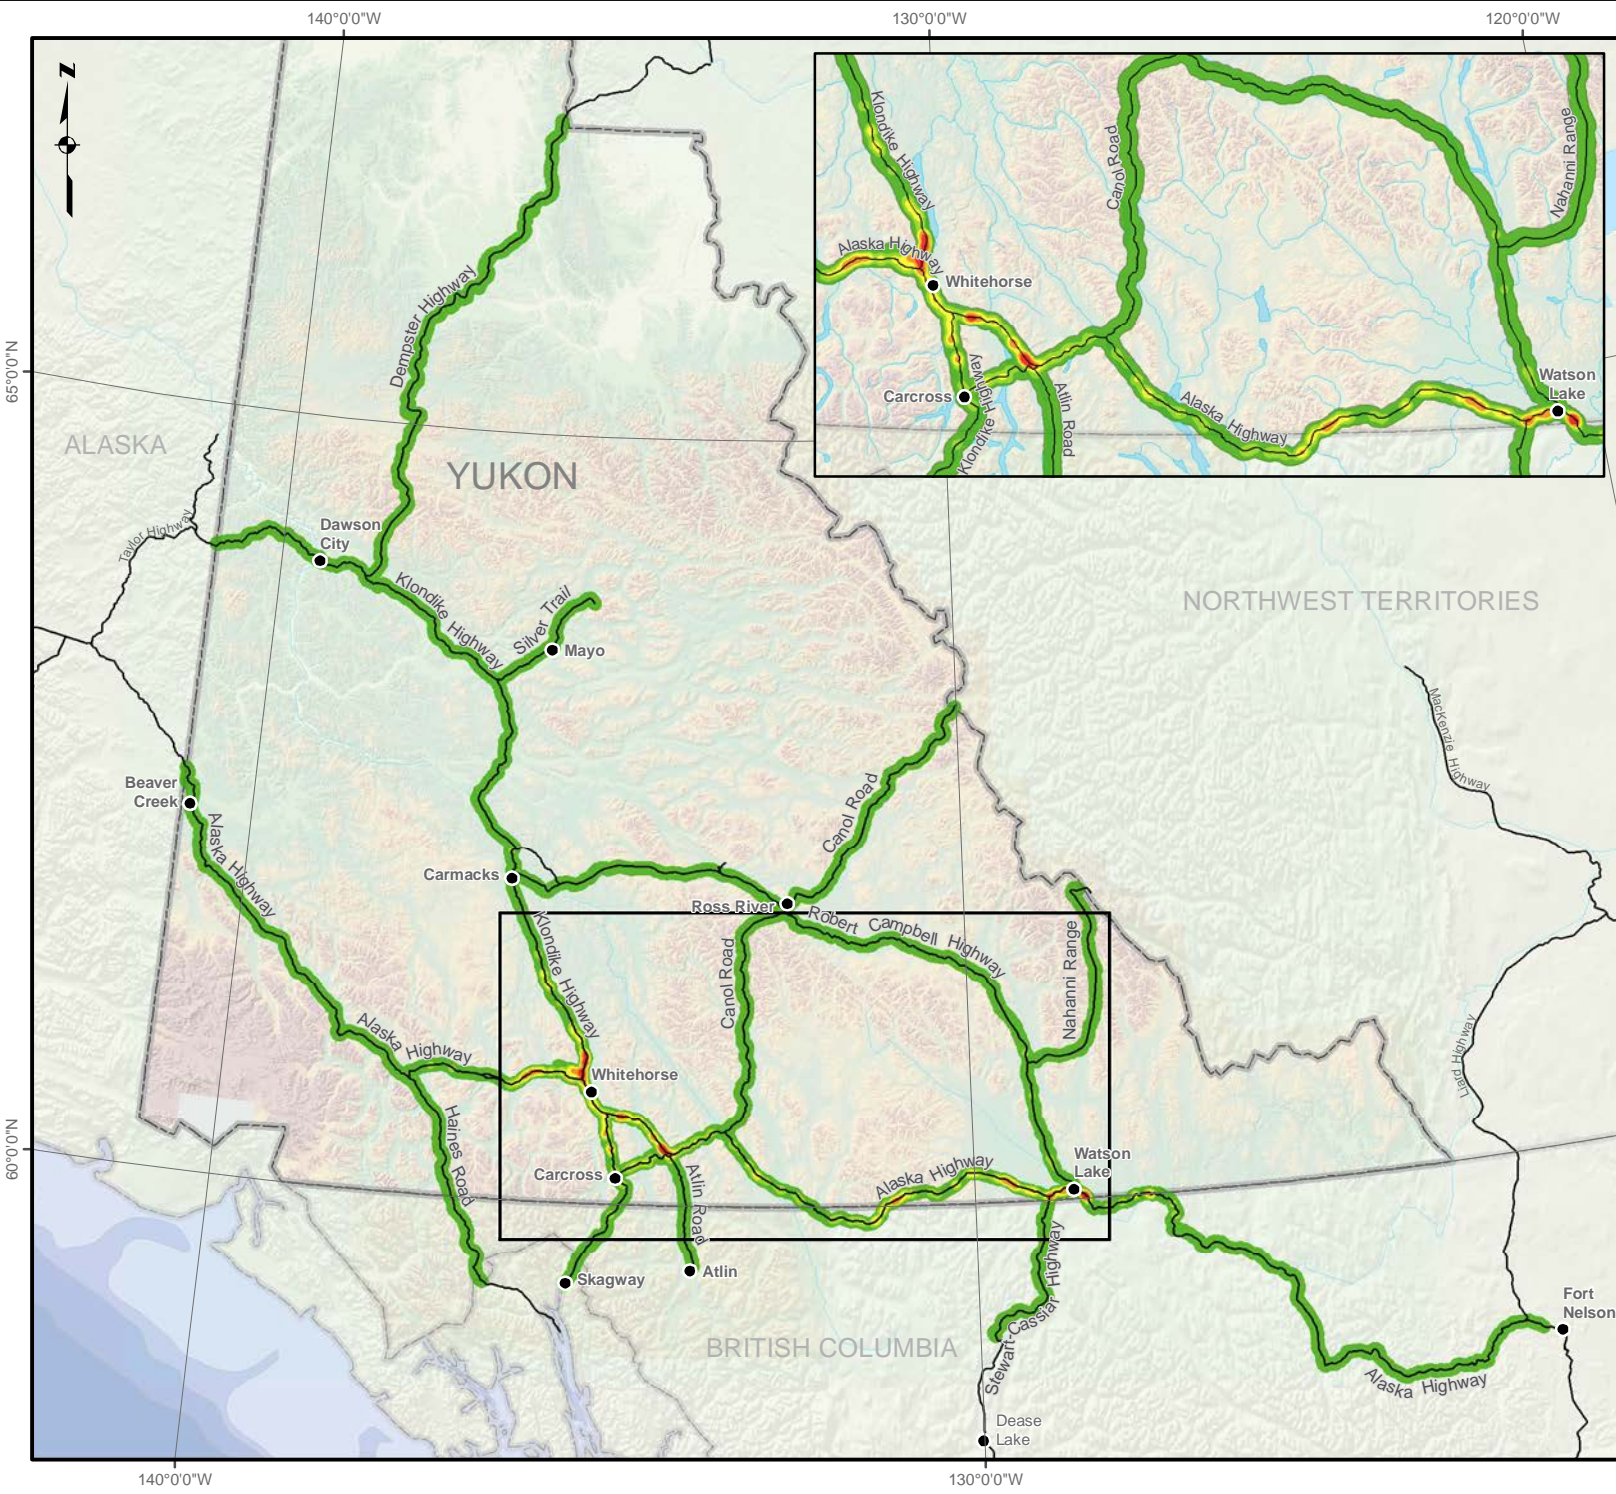 140°0'0"W
130°0'0"W
120°0'0"W
N
Klondike Highway
Alaska Highway
Whitehorse
Canol Road
Nahanni Range
Carcross
Klondike Highway
Atlin Road
Alaska Highway
Watson
Lake
65°0'0"N
ALASKA
YUKON
Dempster Highway
Taylor Highway
Dawson
City
Klondike Highway
Silver Trail
Mayo
NORTHWEST TERRITORIES
MacKenzie Highway
Beaver
Creek
Alaska Highway
Canol Road
Carmacks
Ross River
Robert Campbell Highway
Klondike Highway
Canol Road
Nahanni Range
Alaska Highway
Whitehorse
Liard Highway
60°0'0"N
Haines Road
Carcross
Atlin Road
Alaska Highway
Watson
Lake
Skagway
Atlin
Stewart-Cassiar Highway
BRITISH COLUMBIA
Fort
Nelson
Alaska Highway
Dease
Lake
140°0'0"W
130°0'0"W